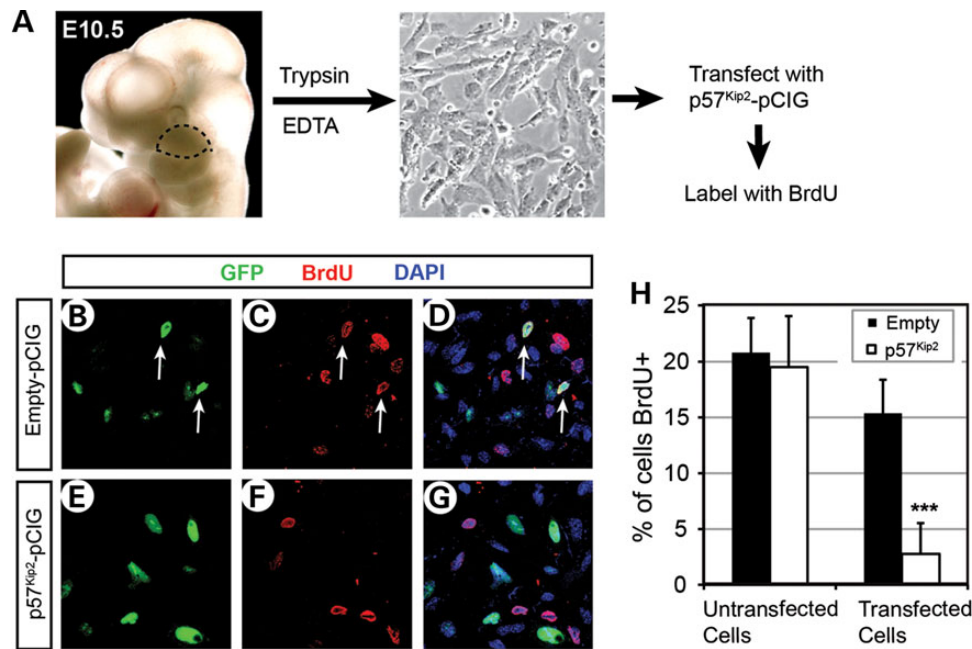 A
E10.5
Trypsin
EDTA
Transfect with
p57Kip2-pCIG
Label with BrdU
GFP BrdU DAPI
Empty-pCIG
B
C
D
p57Kip2-pCIG
E
F
G
H
% of cells BrdU+
25
20
15
10
5
0
Empty
p57Kip2
***
Untransfected
Cells
Transfected
Cells